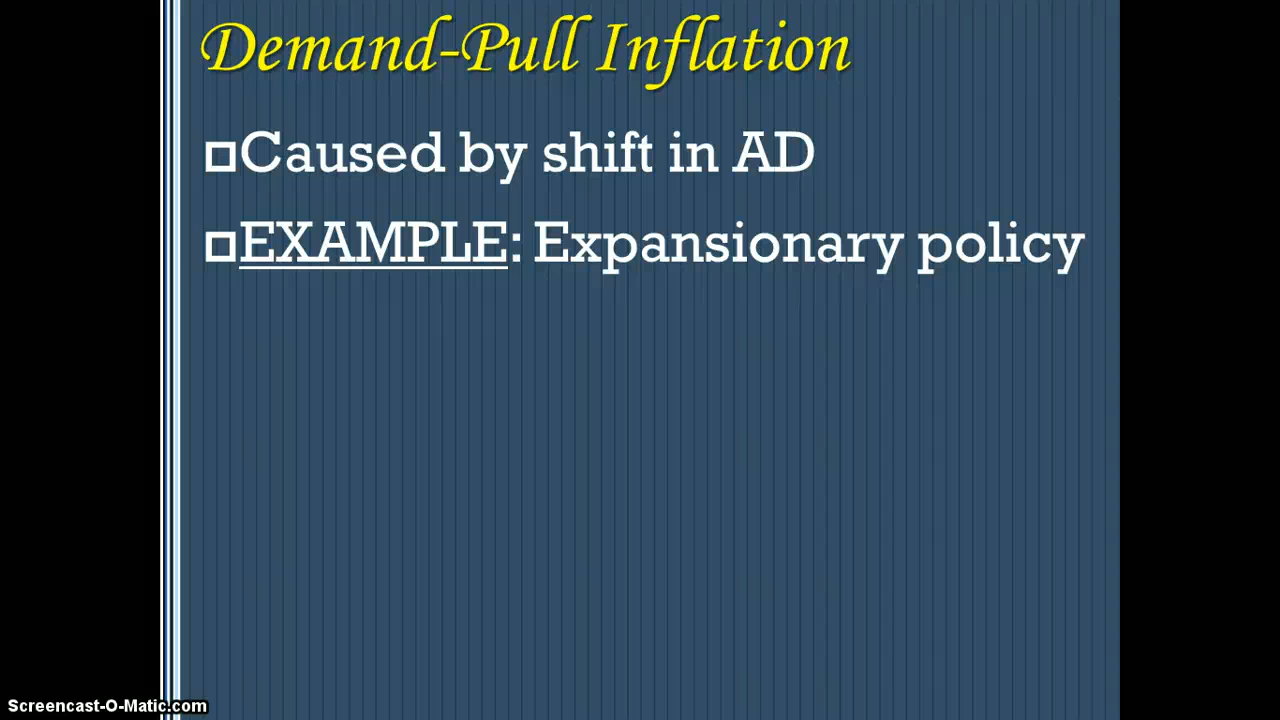 Demand-Pull Inflation
Caused by shift in AD
EXAMPLE: Expansionary policy
Screencast-O-Matic.com